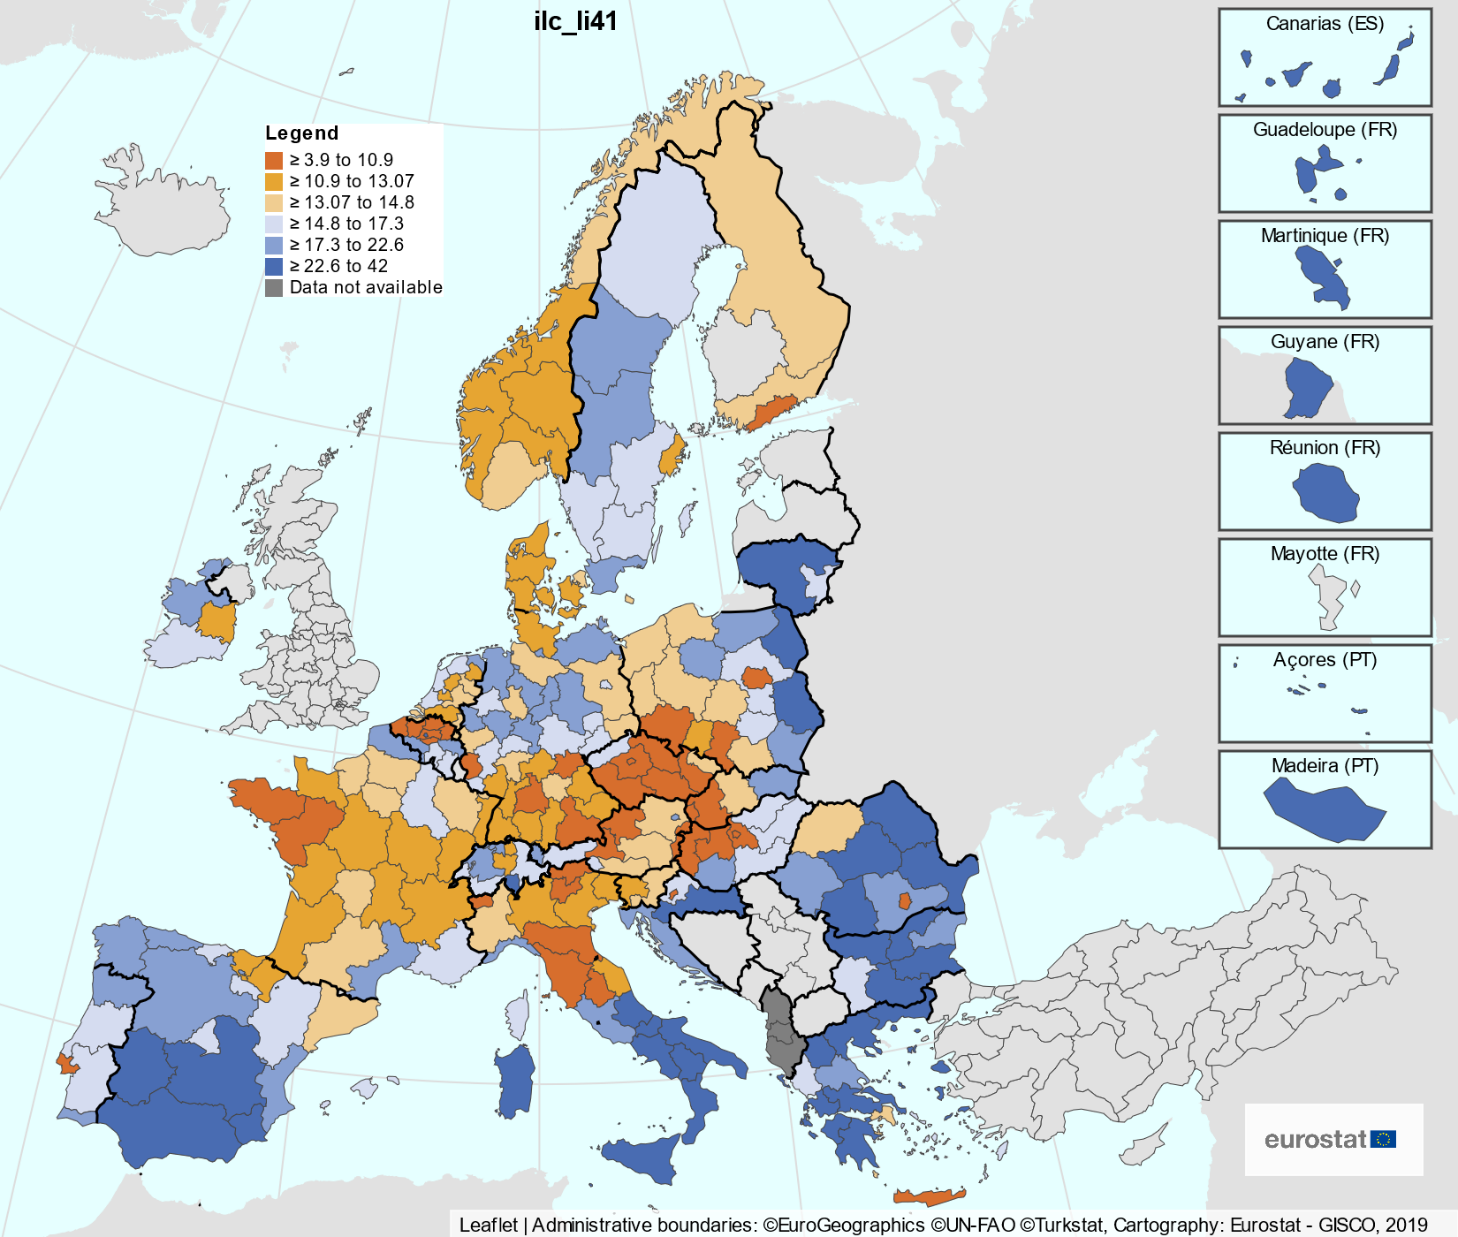 ilc_li41
Legend
≥ 3.9 to 10.9
≥ 10.9 to 13.07
≥ 13.07 to 14.8
≥ 14.8 to 17.3
≥ 17.3 to 22.6
≥ 22.6 to 42
Data not available
Canarias (ES)
Guadeloupe (FR)
Martinique (FR)
Guyane (FR)
Réunion (FR)
Mayotte (FR)
Açores (PT)
Madeira (PT)
eurostat
Leaflet | Administrative boundaries: ©EuroGeographics ©UN-FAO ©Turkstat, Cartography: Eurostat - GISCO, 2019